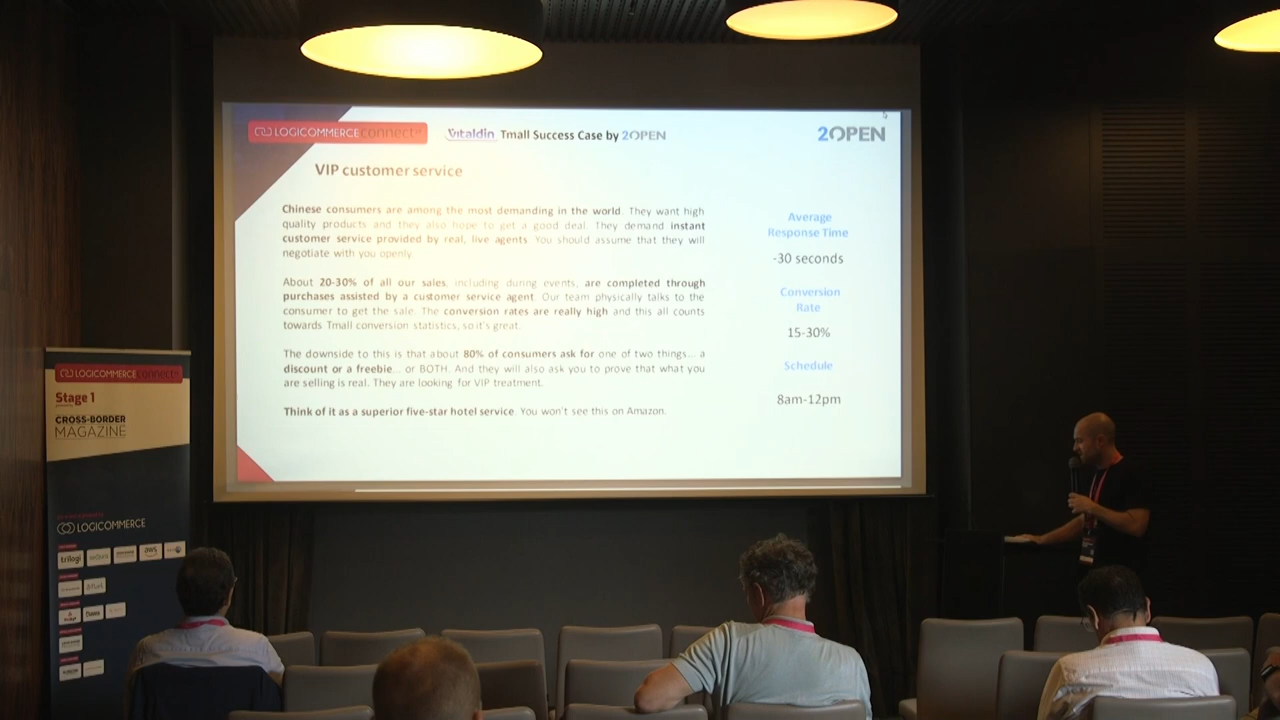 LOGICOMMERCE connect
Vitaldin Tmall Success Case by 2OPEN
2OPEN
VIP customer service
Chinese consumers are among the most demanding in the world. They want high
quality products and they also hope to get a good deal. They demand instant
customer service provided by real, live agents. You should assume that they will
negotiate with you openly.
About 20-30% of all our sales, including during events, are completed through
purchases assisted by a customer service agent. Our team physically talks to the
consumer to get the sale. The conversion rates are really high and this all counts
towards Tmall conversion statistics, so it's great.
The downside to this is that about 80% of consumers ask for one of two things... a
discount or a freebie... or BOTH. And they will also ask you to prove that what you
are selling is real. They are looking for VIP treatment.
Think of it as a superior five-star hotel service. You won't see this on Amazon.
Average
Response Time
-30 seconds
Conversion
Rate
15-30%
Schedule
8am-12pm
LOGICOMMERCE connect
Stage 1
CROSS-BORDER
MAGAZINE
LOGICOMMERCE
trilogi
aws